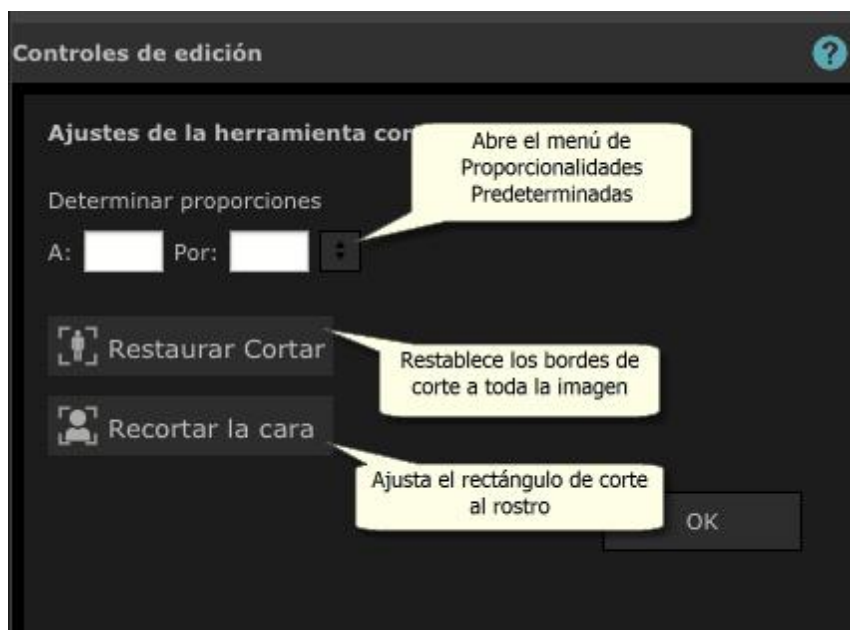 Controles de edición
Ajustes de la herramienta
Abre el menú de
Proporcionalidades
Predeterminadas
Determinar proporciones
A: Por:
Restaurar Cortar
Restablece los bordes de
corte a toda la imagen
Recortar la cara
Ajusta el rectángulo de corte
al rostro
OK